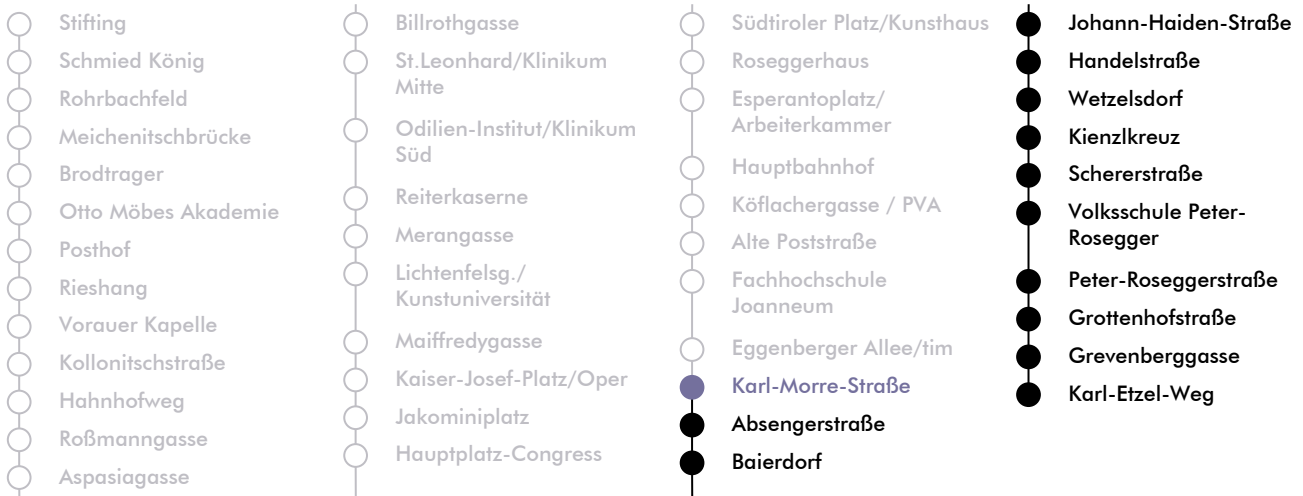 Stifting
Schmied König
Rohrbachfeld
Meichenitschbrücke
Brodtrager
Otto Möbes Akademie
Posthof
Rieshang
Vorauer Kapelle
Kollonitschstraße
Hahnhofweg
Roßmanngasse
Aspasiagasse
Billrothgasse
St.Leonhard/Klinikum
Mitte
Odilien-Institut/Klinikum
Süd
Reiterkaserne
Merangasse
Lichtenfelsg./
Kunstuniversität
Maiffredygasse
Kaiser-Josef-Platz/Oper
Jakominiplatz
Hauptplatz-Congress
Südtiroler Platz/Kunsthaus
Roseggerhaus
Esperantoplatz/
Arbeiterkammer
Hauptbahnhof
Köflachergasse / PVA
Alte Poststraße
Fachhochschule
Joanneum
Eggenberger Allee/tim
Karl-Morre-Straße
Absengerstraße
Baierdorf
Johann-Haiden-Straße
Handelstraße
Wetzelsdorf
Kienzlkreuz
Schererstraße
Volksschule Peter-
Rosegger
Peter-Roseggerstraße
Grottenhofstraße
Grevenberggasse
Karl-Etzel-Weg